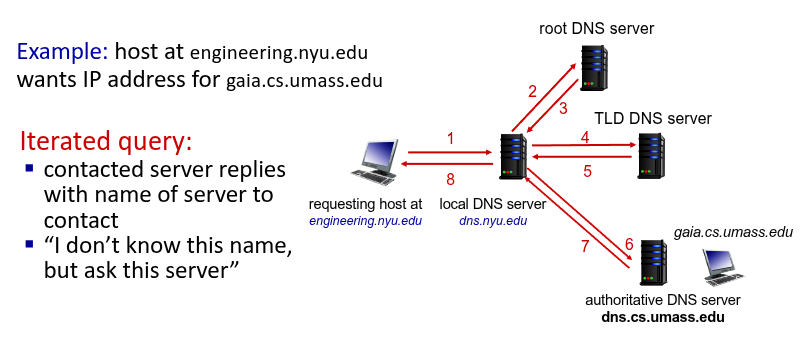 Example: host at engineering.nyu.edu
wants IP address for gaia.cs.umass.edu
Iterated query:
contacted server replies
with name of server to
contact
“I don’t know this name,
but ask this server”
root DNS server
2
3
TLD DNS server
1
4
8
5
requesting host at
engineering.nyu.edu
local DNS server
dns.nyu.edu
6
7
gaia.cs.umass.edu
authoritative DNS server
dns.cs.umass.edu